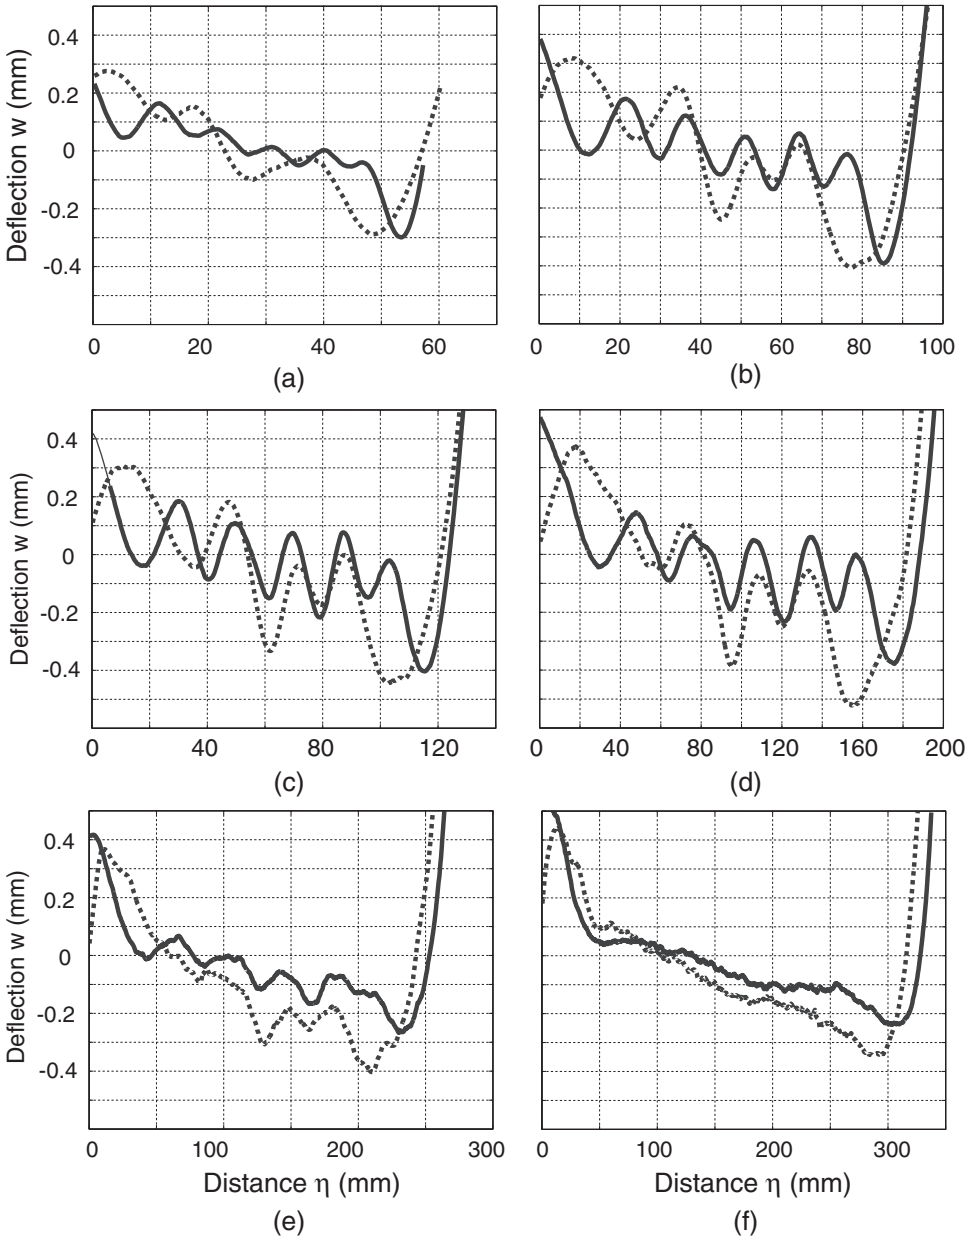 Deflection w (mm)
0.4
0.2
0
-0.2
-0.4
0 20 40 60
(a)
0 20 40 60 80 100
(b)
Deflection w (mm)
0.4
0.2
0
-0.2
-0.4
0 40 80 120
(c)
0 40 80 120 160 200
(d)
Deflection w (mm)
0.4
0.2
0
-0.2
-0.4
0 100 200 300
Distance η (mm)
(e)
0 100 200 300
Distance η (mm)
(f)